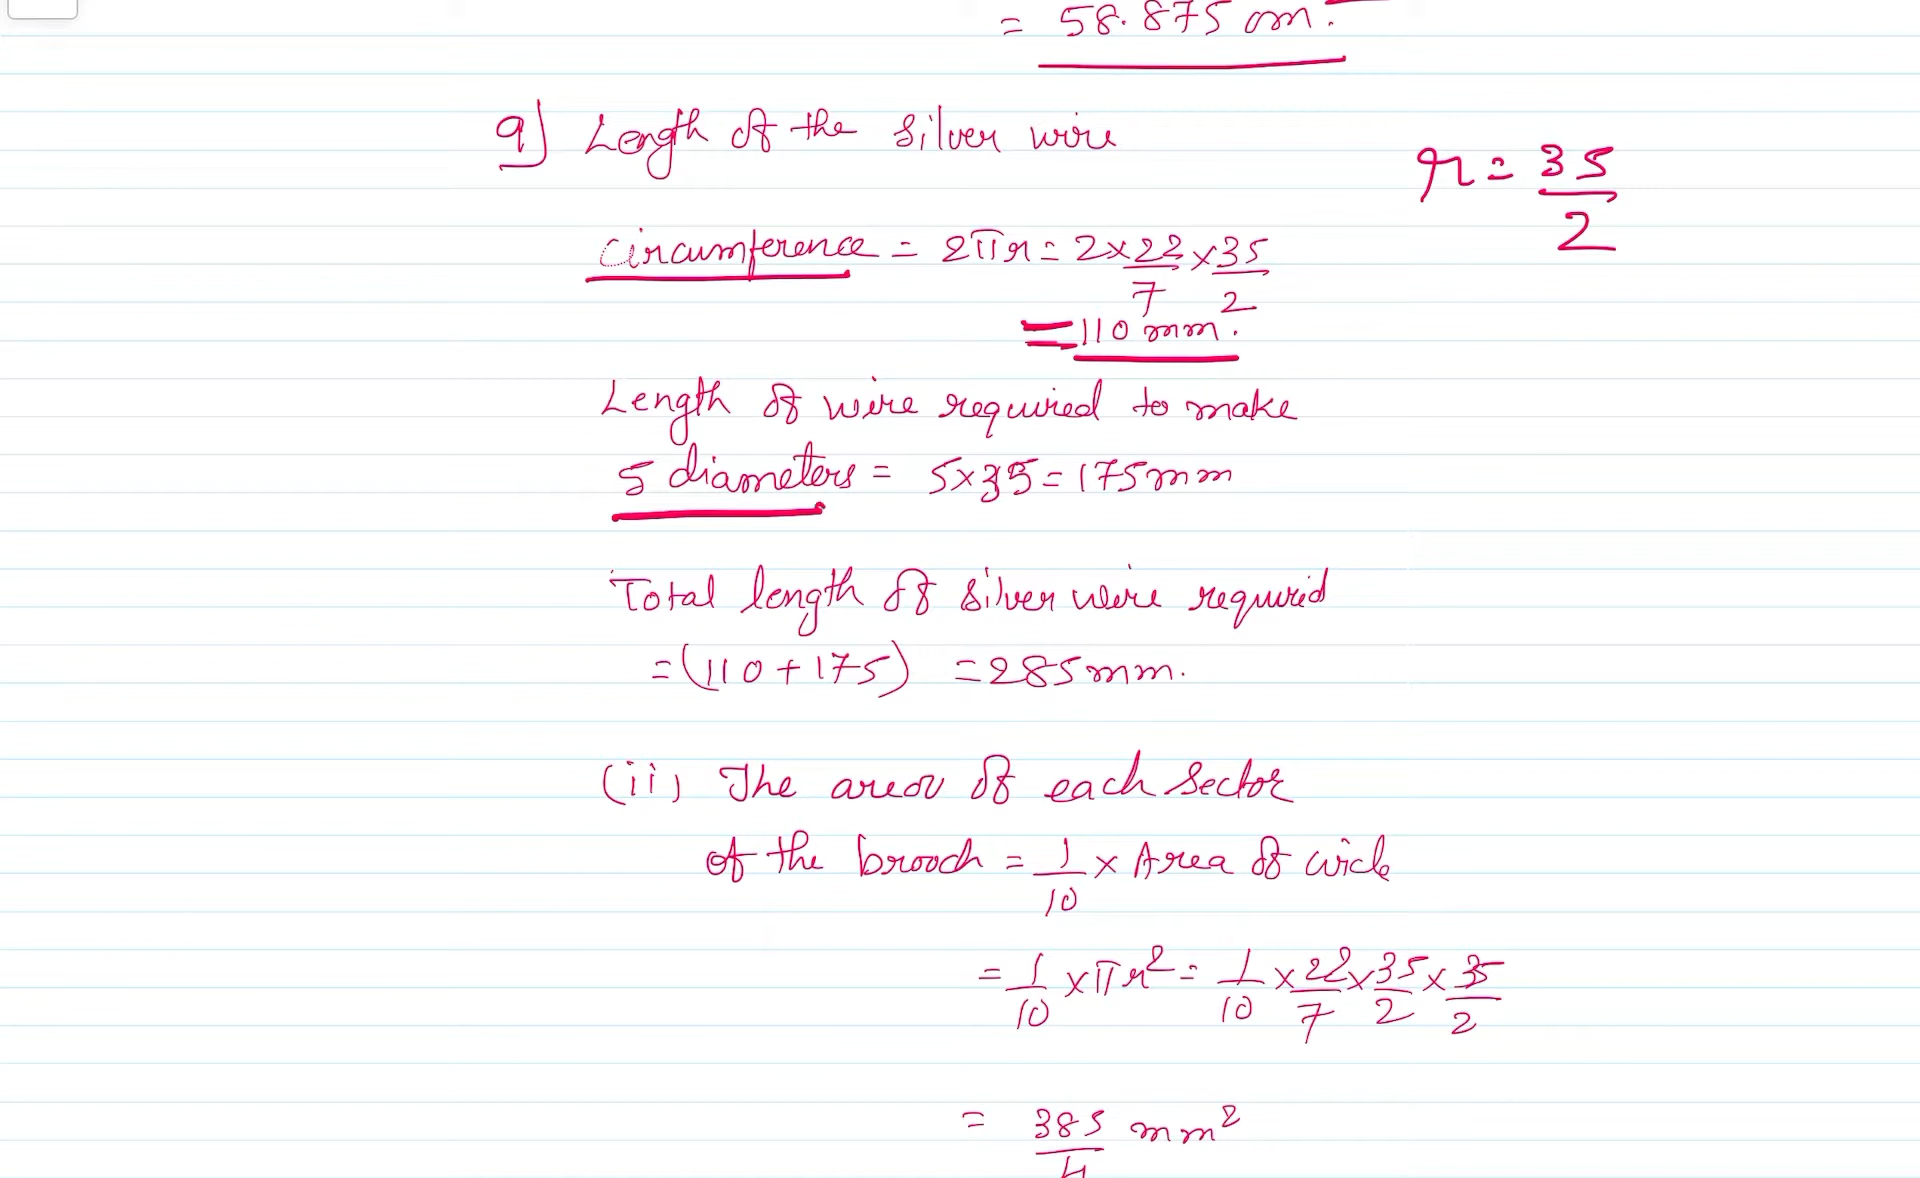 = 58.875 cm.
9) Length of the silver wire
r = 35/2
circumference = 2πr = 2×22/7×35/2
= 110 mm.
Length of wire required to make
5 diameters = 5×35 = 175 mm
Total length of silver wire required
= (110 + 175) = 285 mm.
(ii) The area of each sector
of the brooch = 1/10 × Area of circle
= 1/10 × πr² = 1/10 × 22/7 × 35/2 × 35/2
= 385/4 mm²